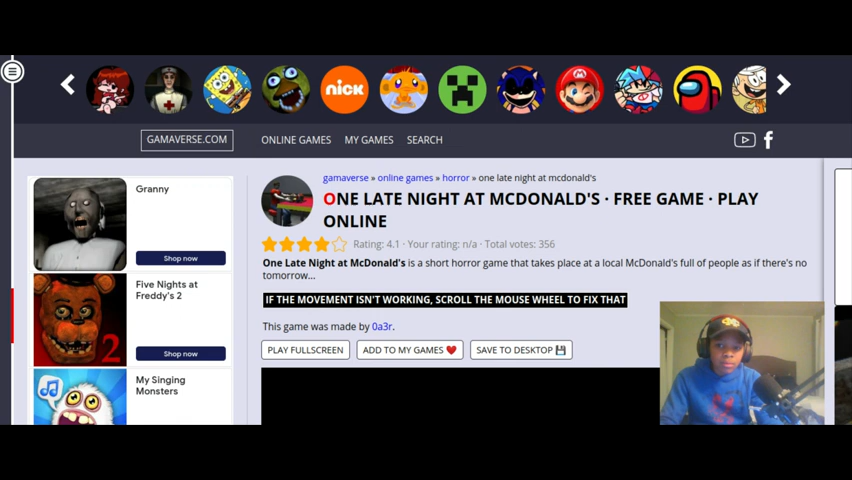 nick
GAMAVERSE.COM
ONLINE GAMES
MY GAMES
SEARCH
gamaverse » online games » horror » one late night at mcdonald's
ONE LATE NIGHT AT MCDONALD'S · FREE GAME · PLAY
ONLINE
Rating: 4.1 · Your rating: n/a · Total votes: 356
One Late Night at McDonald's is a short horror game that takes place at a local McDonald's full of people as if there's no
tomorrow...
IF THE MOVEMENT ISN'T WORKING, SCROLL THE MOUSE WHEEL TO FIX THAT
This game was made by 0a3r.
PLAY FULLSCREEN
ADD TO MY GAMES
SAVE TO DESKTOP
Granny
Shop now
Five Nights at
Freddy's 2
2
Shop now
My Singing
Monsters